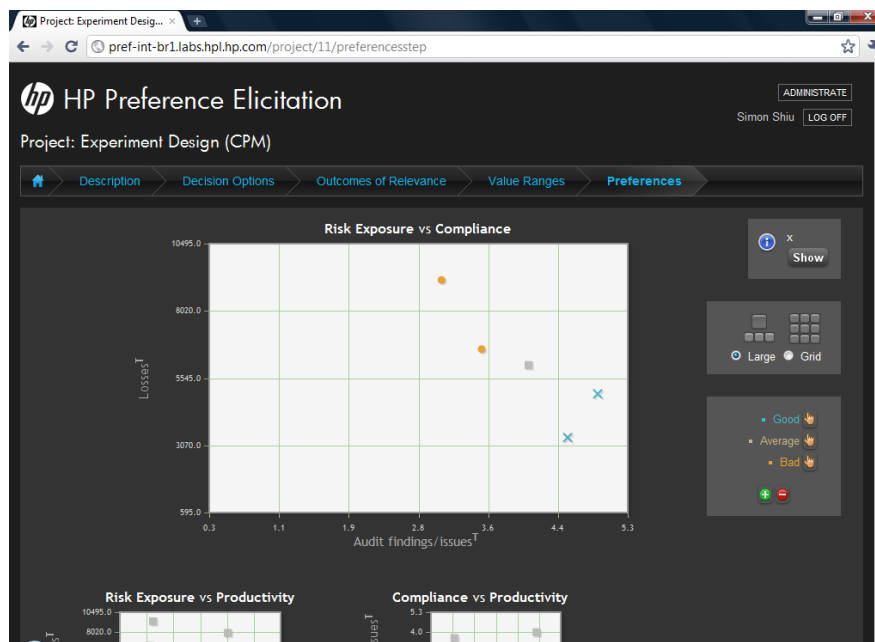 Project: Experiment Desig...
pref-int-br1.labs.hpl.hp.com/project/11/preferencesstep
hp HP Preference Elicitation
ADMINISTRATE
Simon Shiu LOG OFF
Project: Experiment Design (CPM)
Description Decision Options Outcomes of Relevance Value Ranges Preferences
Risk Exposure vs Compliance
10495.0
8020.0
5545.0
3070.0
595.0
Losses T
0.3 1.1 1.9 2.8 3.6 4.4 5.3
Audit findings/issues T
x
Show
Large Grid
Good
Average
Bad
Risk Exposure vs Productivity
10495.0
8020.0
Compliance vs Productivity
5.3
4.0